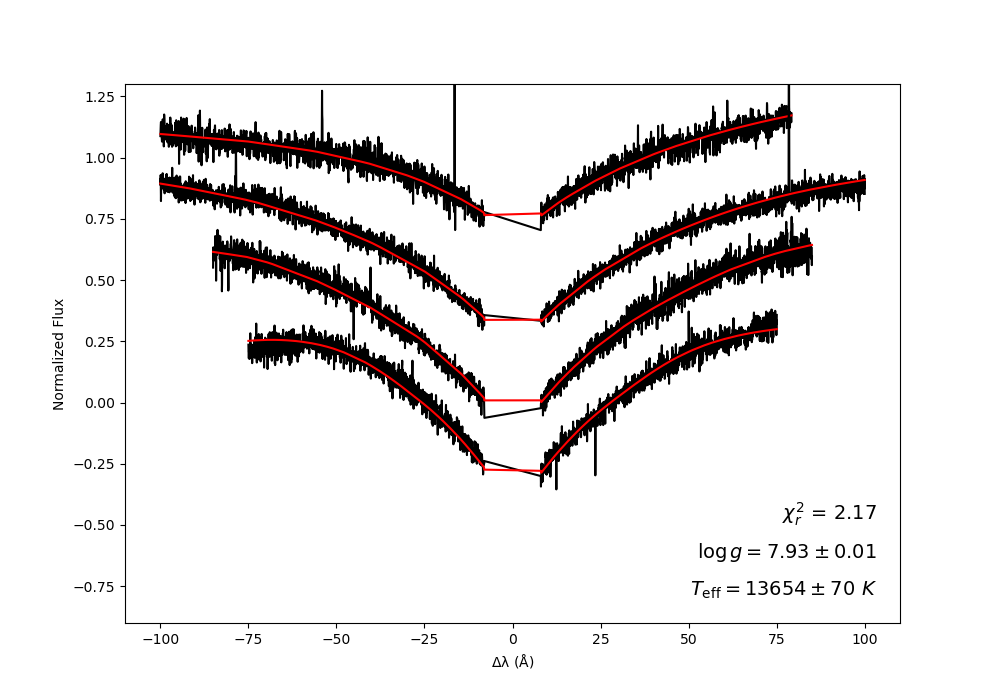 1.25
1.00
0.75
0.50
0.25
0.00
−0.25
−0.50
−0.75
Normalized Flux
χ²ᵣ = 2.17
log g = 7.93 ± 0.01
T_eff = 13654 ± 70 K
−100 −75 −50 −25 0 25 50 75 100
Δλ (Å)